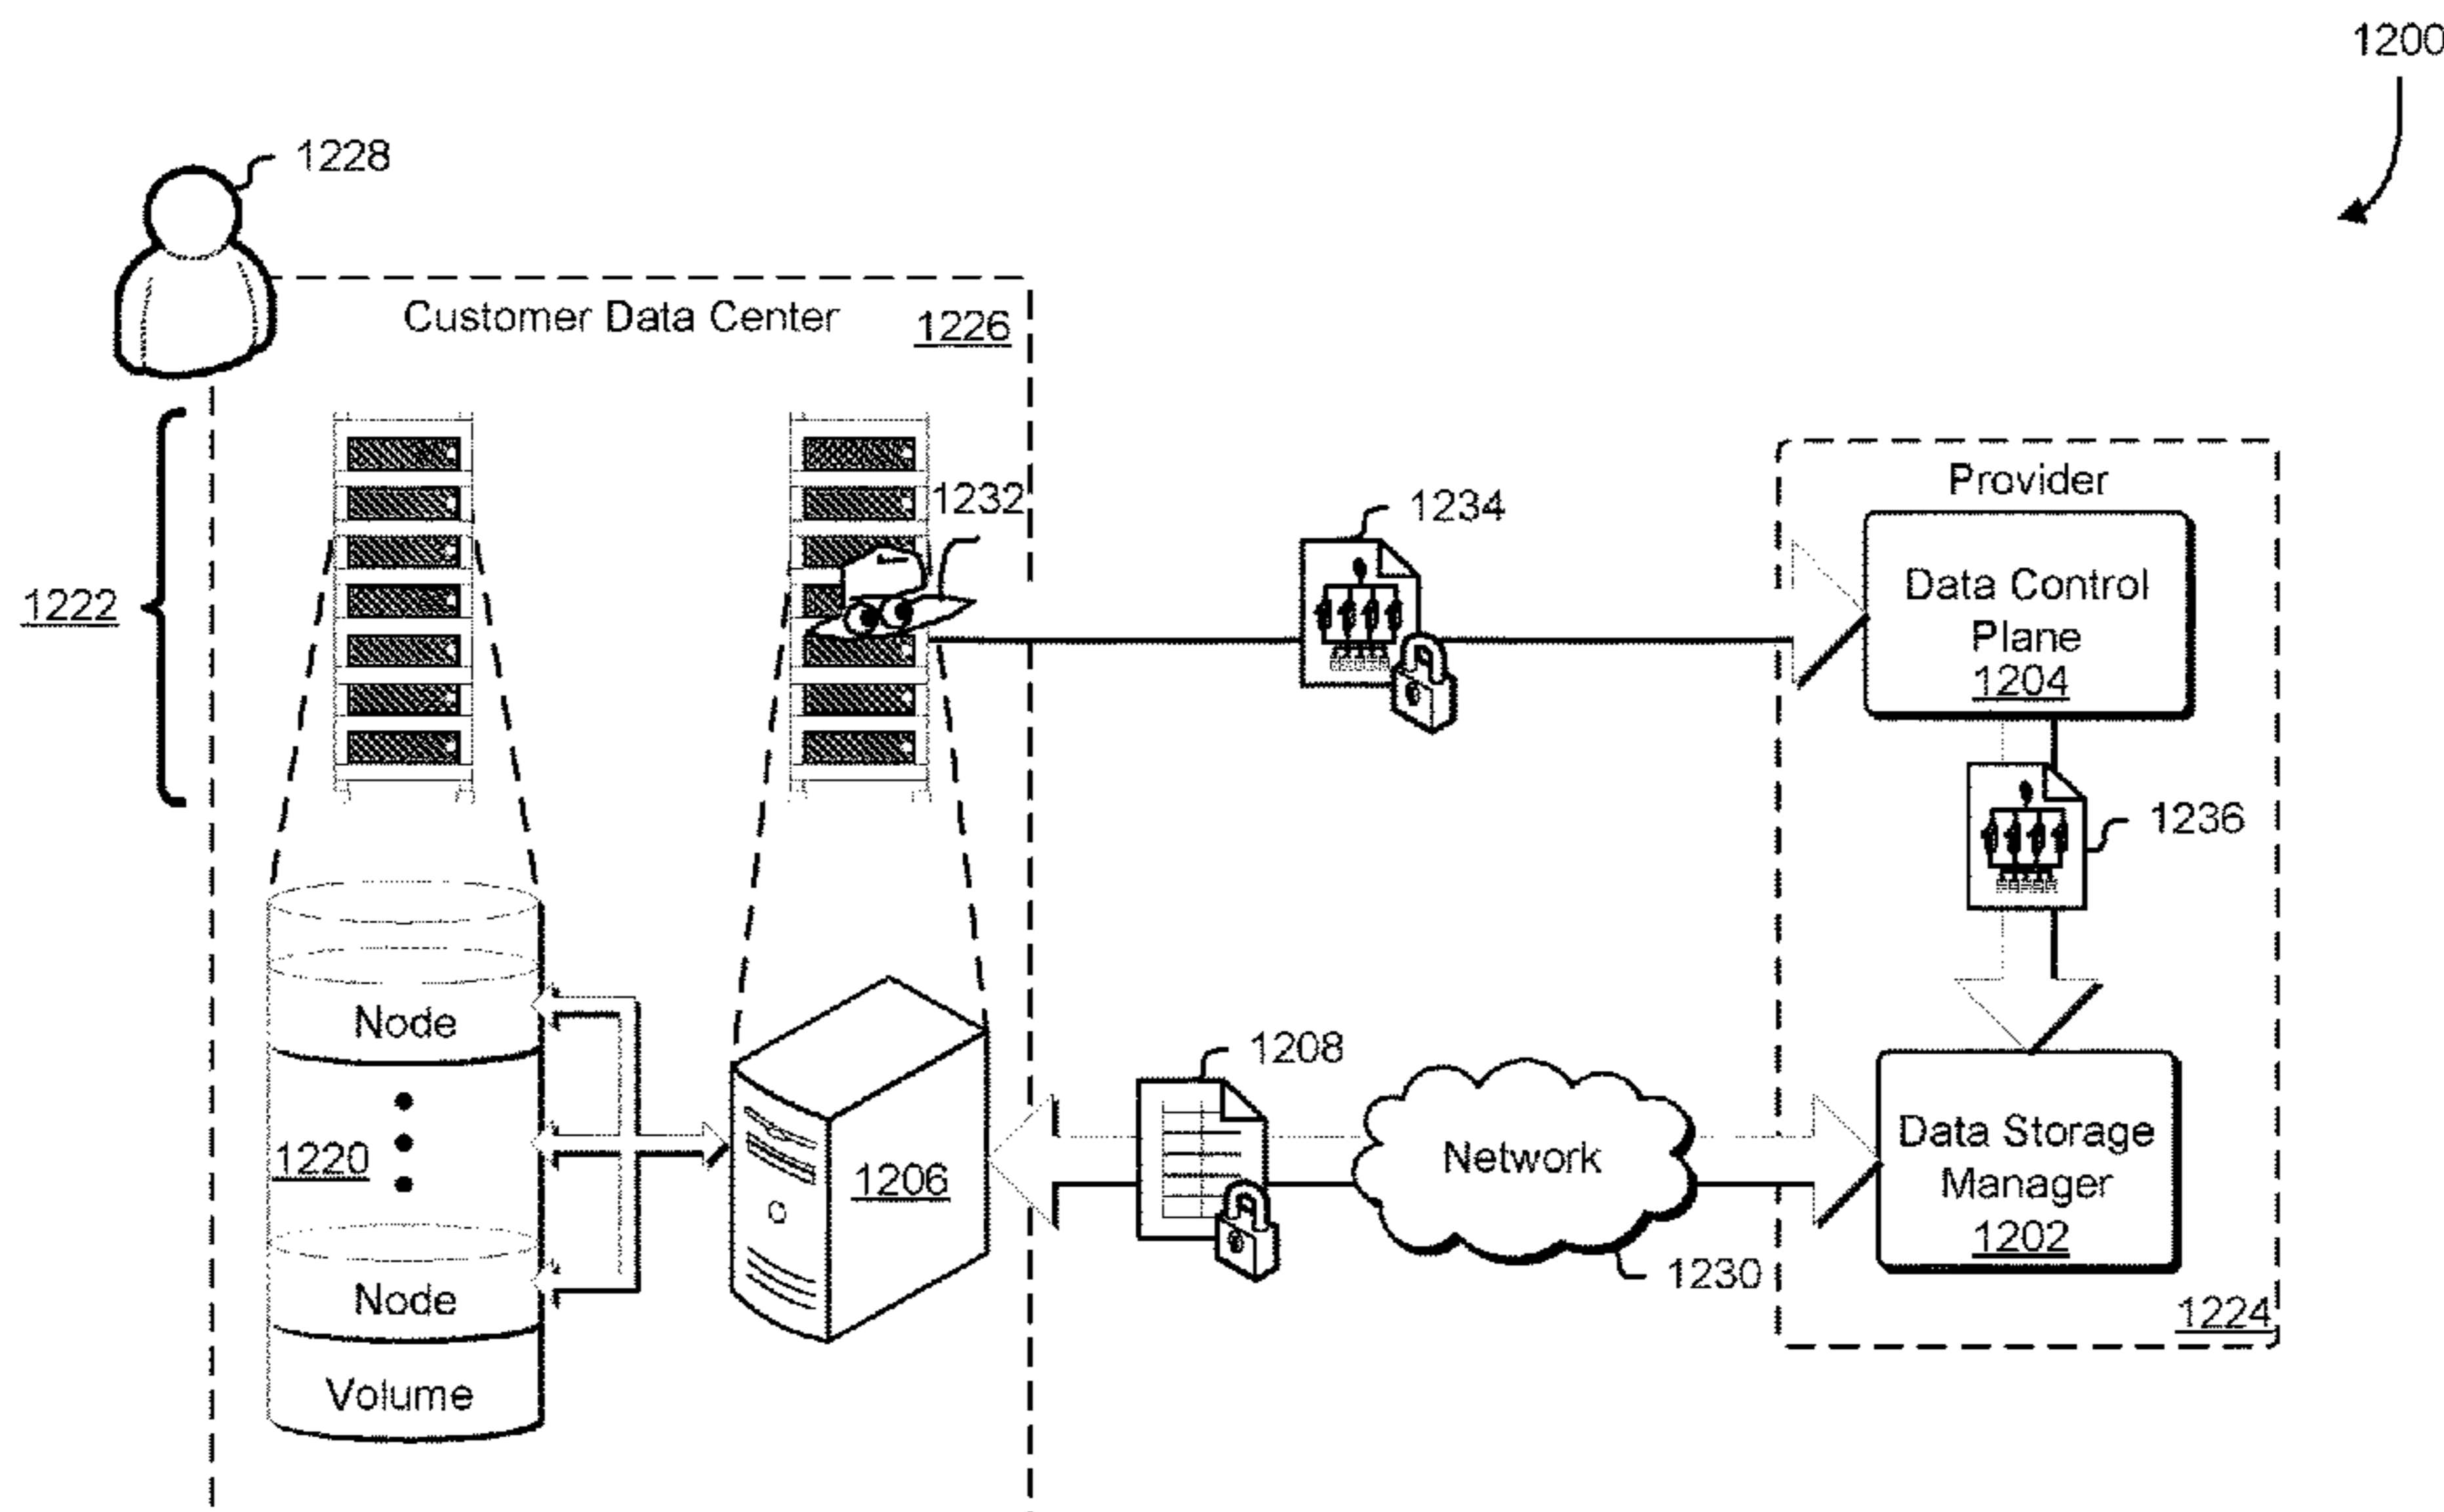 1200
1228
Customer Data Center
1226
1222
1232
1234
Provider
Data Control
Plane
1204
1236
Node
1220
Node
Volume
1206
1208
Network
1230
Data Storage
Manager
1202
1224